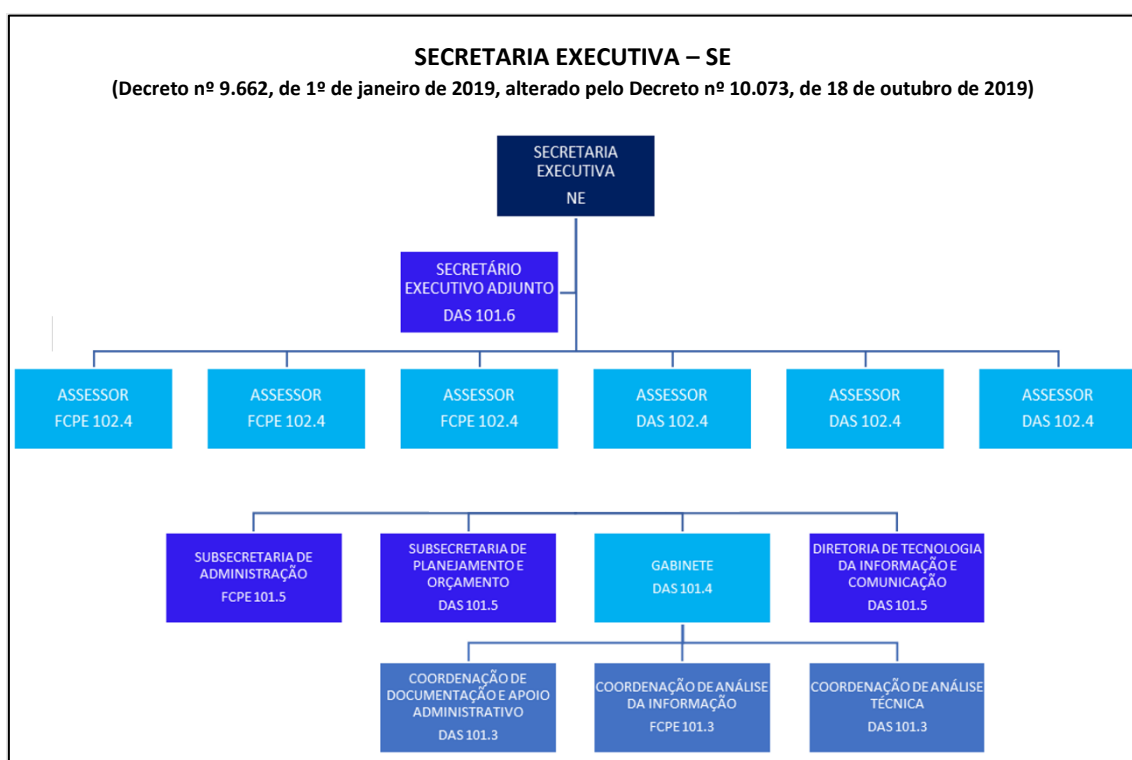 SECRETARIA EXECUTIVA – SE
(Decreto nº 9.662, de 1º de janeiro de 2019, alterado pelo Decreto nº 10.073, de 18 de outubro de 2019)
SECRETARIA
EXECUTIVA
NE
SECRETÁRIO
EXECUTIVO ADJUNTO
DAS 101.6
ASSESSOR
FCPE 102.4
ASSESSOR
FCPE 102.4
ASSESSOR
FCPE 102.4
ASSESSOR
DAS 102.4
ASSESSOR
DAS 102.4
ASSESSOR
DAS 102.4
SUBSECRETARIA DE
ADMINISTRAÇÃO
FCPE 101.5
SUBSECRETARIA DE
PLANEJAMENTO E
ORÇAMENTO
DAS 101.5
GABINETE
DAS 101.4
DIRETORIA DE TECNOLOGIA
DA INFORMAÇÃO E
COMUNICAÇÃO
DAS 101.5
COORDENAÇÃO DE
DOCUMENTAÇÃO E APOIO
ADMINISTRATIVO
DAS 101.3
COORDENAÇÃO DE ANÁLISE
DA INFORMAÇÃO
FCPE 101.3
COORDENAÇÃO DE ANÁLISE
TÉCNICA
DAS 101.3